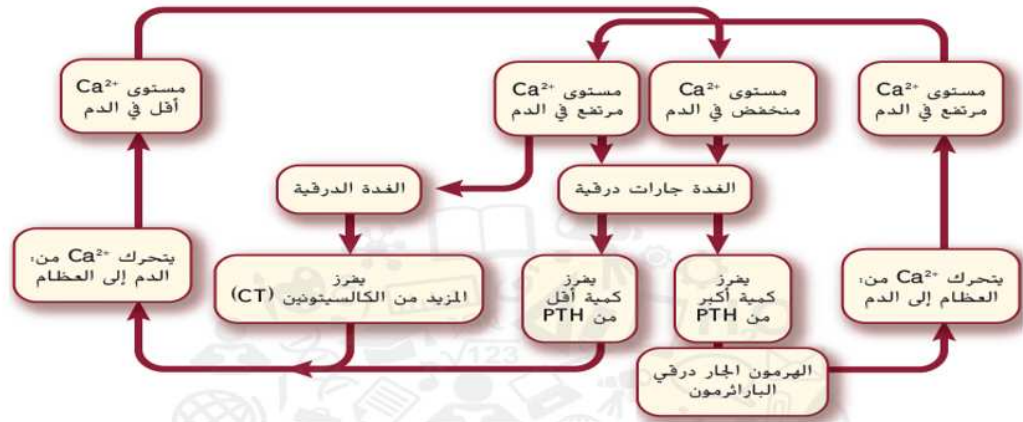 مستوى Ca²⁺
مرتفع في الدم
مستوى Ca²⁺
منخفض في الدم
مستوى Ca²⁺
مرتفع في الدم
مستوى Ca²⁺
أقل في الدم
الغدة جارات درقية
الغدة الدرقية
يتحرك Ca²⁺ من:
العظام إلى الدم
يفرز
كمية أكبر
من PTH
يفرز
كمية أقل
من PTH
يفرز
المزيد من الكالسيتونين (CT)
يتحرك Ca²⁺ من:
الدم إلى العظام
الهرمون الجار درقي
الباراثرمون
√123